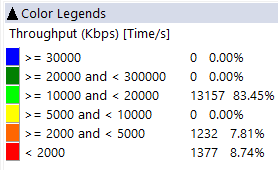 ▲ Color Legends
Throughput (Kbps) [Time/s]
>= 30000 0 0.00%
>= 20000 and < 300000 0 0.00%
>= 10000 and < 20000 13157 83.45%
>= 5000 and < 10000 0 0.00%
>= 2000 and < 5000 1232 7.81%
< 2000 1377 8.74%